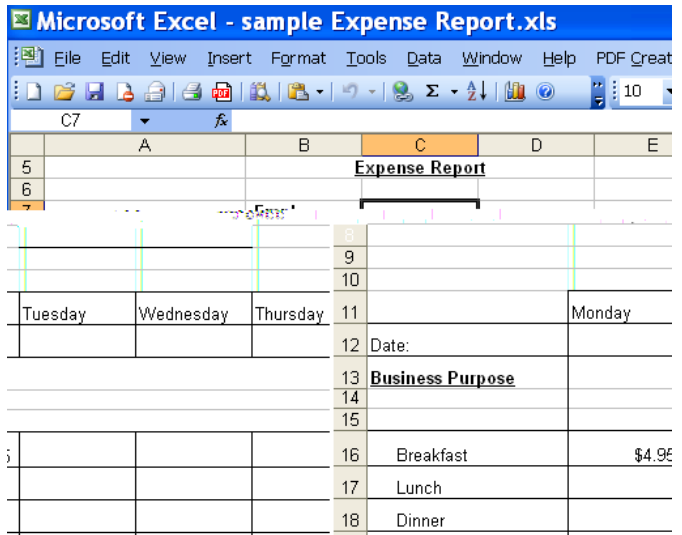 Microsoft Excel - sample Expense Report.xls
File Edit View Insert Format Tools Data Window Help PDF Creat
10
C7 fx
A B C D E
5 Expense Report
6
7
8
9
10
Tuesday Wednesday Thursday 11 Monday
12 Date:
13 Business Purpose
14
15
5 16 Breakfast $4.95
17 Lunch
18 Dinner